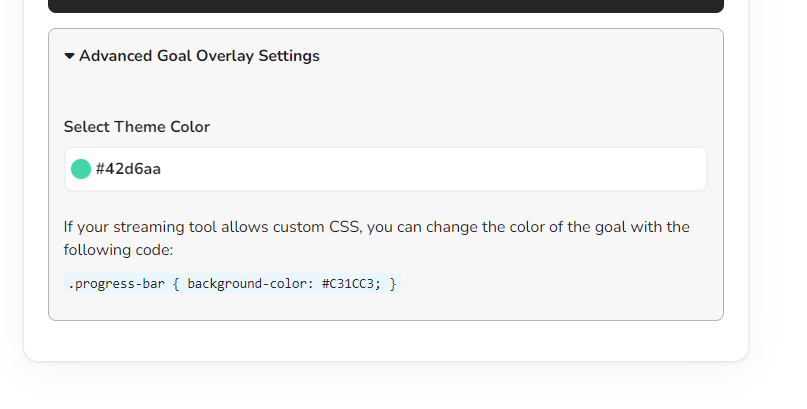 Advanced Goal Overlay Settings
Select Theme Color
#42d6aa
If your streaming tool allows custom CSS, you can change the color of the goal with the
following code:
.progress-bar { background-color: #C31CC3; }